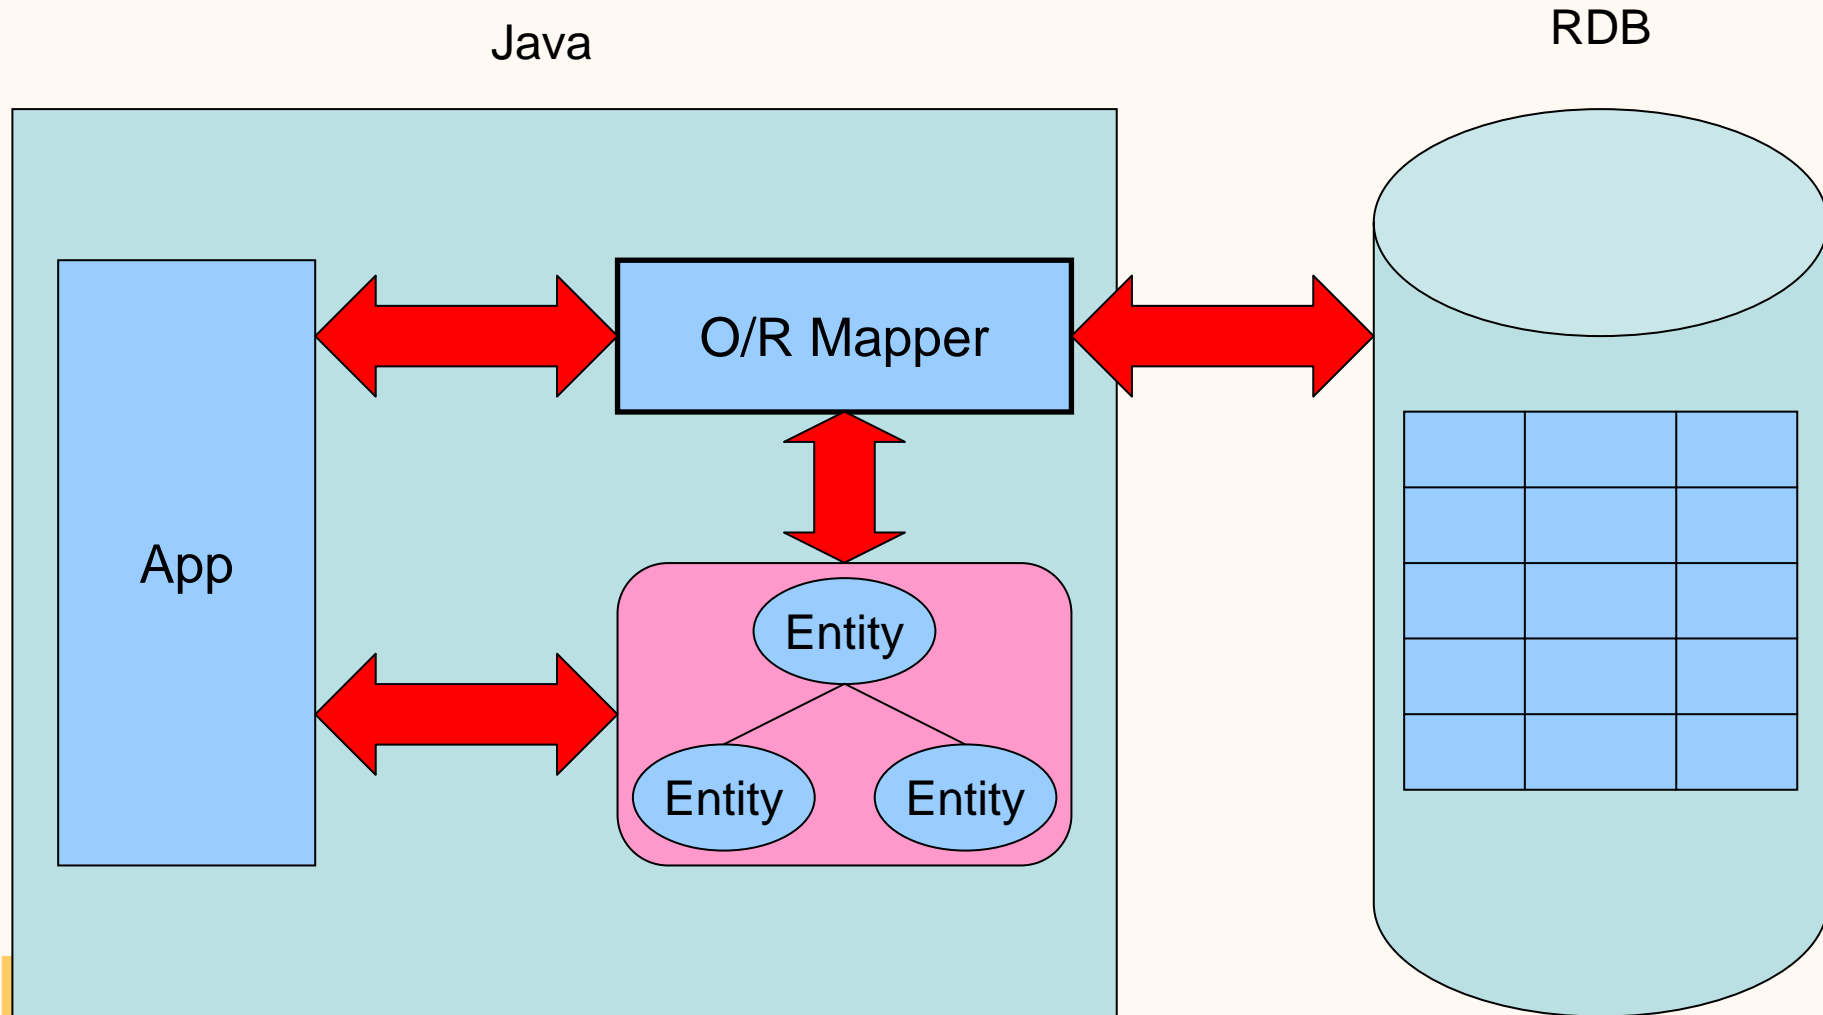 Java
RDB
O/R Mapper
App
Entity
Entity
Entity